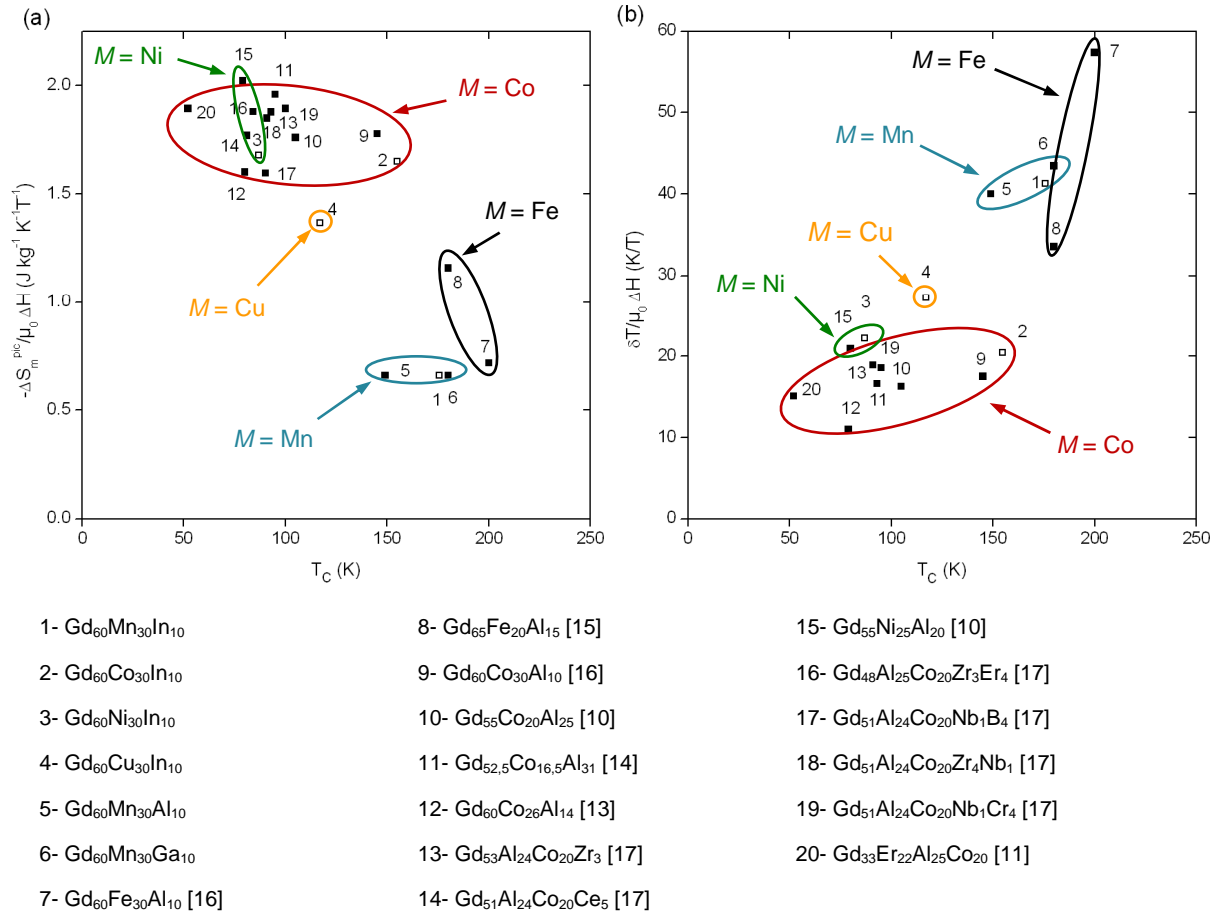 (a)
M = Ni
M = Co
M = Fe
M = Cu
M = Mn
15
11
20
16
19
13
18
14
3
10
9
2
12
17
4
8
7
5
1
6
2.0
1.5
1.0
0.5
0.0
0
50
100
150
200
250
-ΔSₘᵖⁱᶜ/μ₀ ΔH (J kg⁻¹ K⁻¹T⁻¹)
T_C (K)
(b)
M = Fe
M = Mn
M = Cu
M = Ni
M = Co
7
6
1
5
8
4
3
15
19
2
13
10
9
20
11
12
60
50
40
30
20
10
0
0
50
100
150
200
250
δT/μ₀ ΔH (K/T)
T_C (K)
1- Gd₆₀Mn₃₀In₁₀
2- Gd₆₀Co₃₀In₁₀
3- Gd₆₀Ni₃₀In₁₀
4- Gd₆₀Cu₃₀In₁₀
5- Gd₆₀Mn₃₀Al₁₀
6- Gd₆₀Mn₃₀Ga₁₀
7- Gd₆₀Fe₃₀Al₁₀ [16]
8- Gd₆₅Fe₂₀Al₁₅ [15]
9- Gd₆₀Co₃₀Al₁₀ [16]
10- Gd₅₅Co₂₀Al₂₅ [10]
11- Gd₅₂,₅Co₁₆,₅Al₃₁ [14]
12- Gd₆₀Co₂₆Al₁₄ [13]
13- Gd₅₃Al₂₄Co₂₀Zr₃ [17]
14- Gd₅₁Al₂₄Co₂₀Ce₅ [17]
15- Gd₅₅Ni₂₅Al₂₀ [10]
16- Gd₄₈Al₂₅Co₂₀Zr₃Er₄ [17]
17- Gd₅₁Al₂₄Co₂₀Nb₁B₄ [17]
18- Gd₅₁Al₂₄Co₂₀Zr₄Nb₁ [17]
19- Gd₅₁Al₂₄Co₂₀Nb₁Cr₄ [17]
20- Gd₃₃Er₂₂Al₂₅Co₂₀ [11]